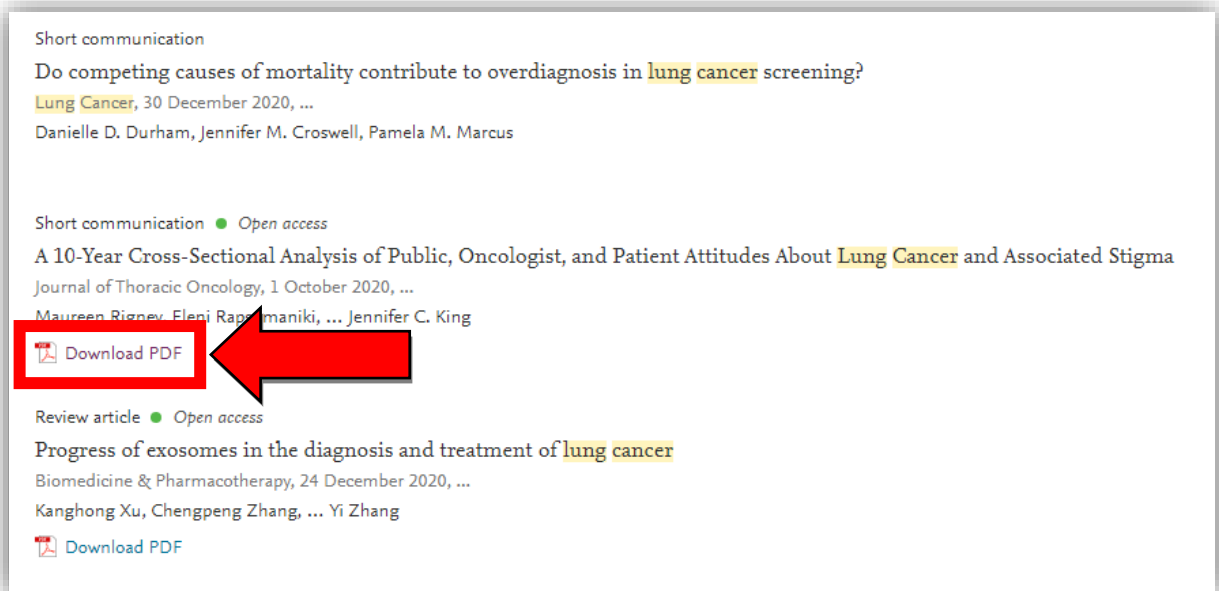 Short communication
Do competing causes of mortality contribute to overdiagnosis in lung cancer screening?
Lung Cancer, 30 December 2020, ...
Danielle D. Durham, Jennifer M. Croswell, Pamela M. Marcus
Short communication ● Open access
A 10-Year Cross-Sectional Analysis of Public, Oncologist, and Patient Attitudes About Lung Cancer and Associated Stigma
Journal of Thoracic Oncology, 1 October 2020, ...
Maureen Rigney, Eleni ... Jennifer C. King
Download PDF
Review article ● Open access
Progress of exosomes in the diagnosis and treatment of lung cancer
Biomedicine & Pharmacotherapy, 24 December 2020, ...
Kanghong Xu, Chengpeng Zhang, ... Yi Zhang
Download PDF